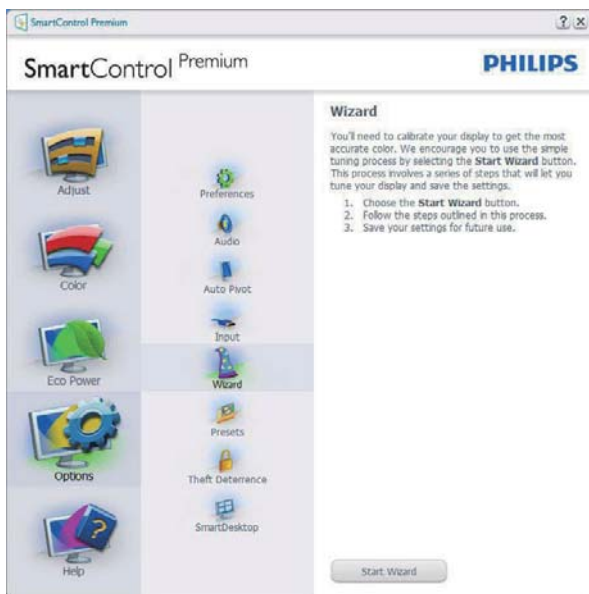 SmartControl Premium
SmartControl Premium
PHILIPS
Adjust
Color
Eco Power
Options
Help
Preferences
Audio
Auto Pivot
Input
Wizard
Presets
Theft Deterrence
SmartDesktop
Wizard
You'll need to calibrate your display to get the most
accurate color. We encourage you to use the simple
tuning process by selecting the Start Wizard button.
This process involves a series of steps that will let you
tune your display and save the settings.
1. Choose the Start Wizard button.
2. Follow the steps outlined in this process.
3. Save your settings for future use.
Start Wizard